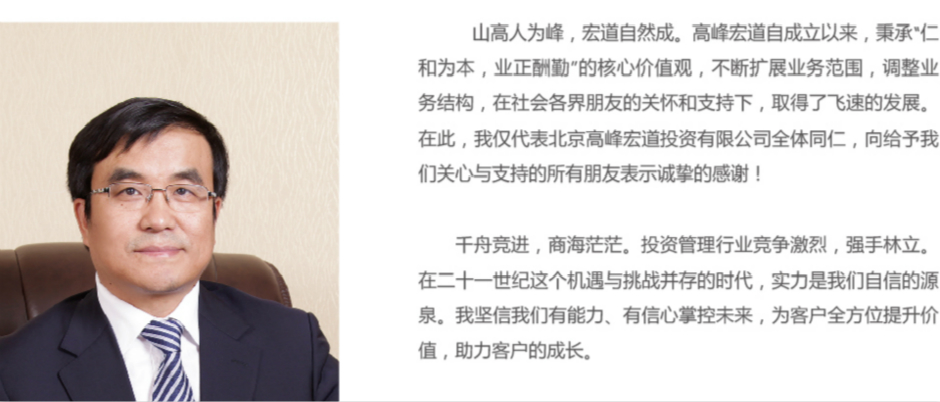 山高人为峰，宏道自然成。高峰宏道自成立以来，秉承"仁
和为本，业正酬勤"的核心价值观，不断扩展业务范围，调整业
务结构，在社会各界朋友的关怀和支持下，取得了飞速的发展。
在此，我仅代表北京高峰宏道投资有限公司全体同仁，向给予我
们关心与支持的所有朋友表示诚挚的感谢！
千舟竞进，商海茫茫。投资管理行业竞争激烈，强手林立。
在二十一世纪这个机遇与挑战并存的时代，实力是我们自信的源
泉。我坚信我们有能力、有信心掌控未来，为客户全方位提升价
值，助力客户的成长。